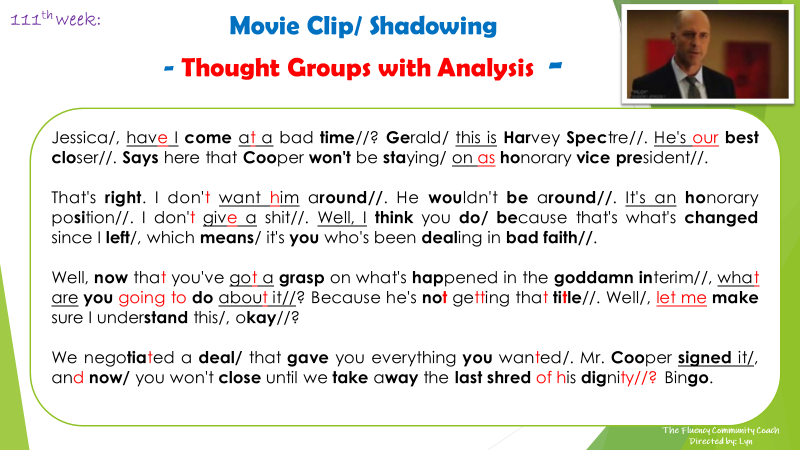 111th week:
Movie Clip/ Shadowing
- Thought Groups with Analysis -
Jessica/, have I come at a bad time//? Gerald/ this is Harvey Spectre//. He's our best
closer//. Says here that Cooper won't be staying/ on as honorary vice president//.
That's right. I don't want him around//. He wouldn't be around//. It's an honorary
position//. I don't give a shit//. Well, I think you do/ because that's what's changed
since I left/, which means/ it's you who's been dealing in bad faith//.
Well, now that you've got a grasp on what's happened in the goddamn interim//, what
are you going to do about it//? Because he's not getting that title//. Well/, let me make
sure I understand this/, okay//?
We negotiated a deal/ that gave you everything you wanted/. Mr. Cooper signed it/,
and now/ you won't close until we take away the last shred of his dignity//? Bingo.
The Fluency Community Coach
Directed by: Lyn